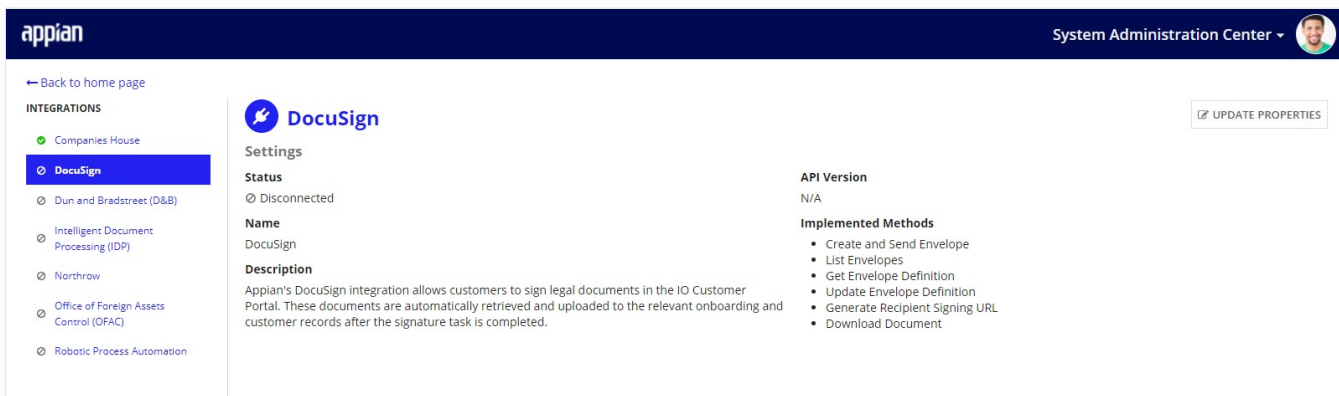 appian
System Administration Center
Back to home page
INTEGRATIONS
Companies House
DocuSign
Dun and Bradstreet (D&B)
Intelligent Document
Processing (IDP)
Northrow
Office of Foreign Assets
Control (OFAC)
Robotic Process Automation
DocuSign
UPDATE PROPERTIES
Settings
Status
Disconnected
Name
DocuSign
Description
Appian's DocuSign integration allows customers to sign legal documents in the IO Customer
Portal. These documents are automatically retrieved and uploaded to the relevant onboarding and
customer records after the signature task is completed.
API Version
N/A
Implemented Methods
• Create and Send Envelope
• List Envelopes
• Get Envelope Definition
• Update Envelope Definition
• Generate Recipient Signing URL
• Download Document